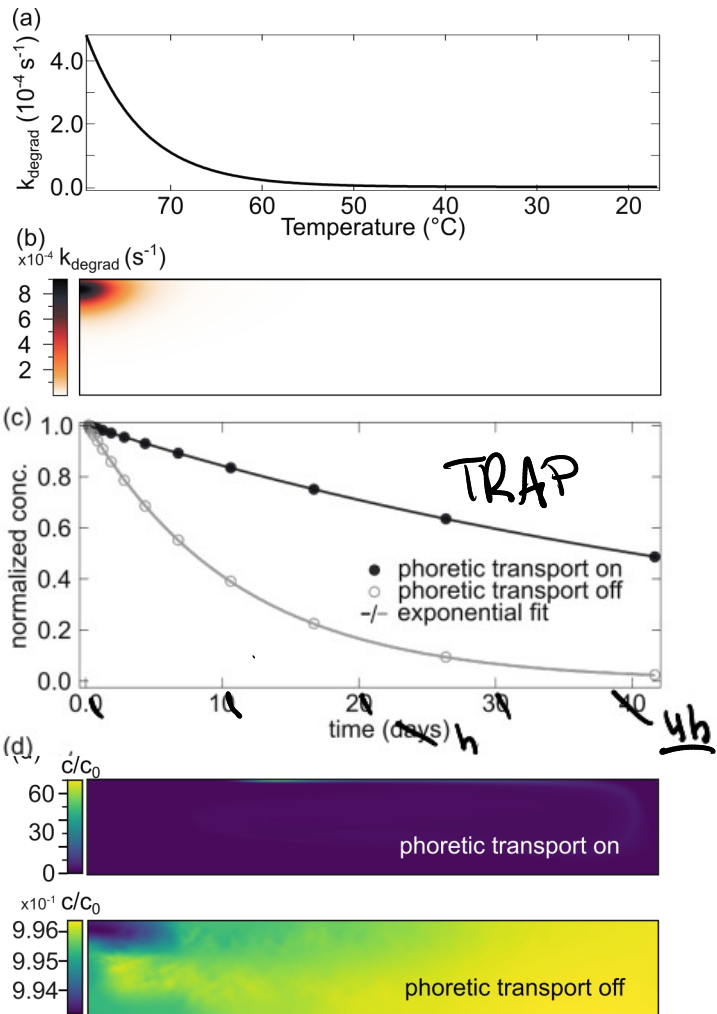 (a)
k_degrad (10⁻⁴ s⁻¹)
4.0
2.0
0.0
70 60 50 40 30 20
Temperature (°C)
(b)
x10⁻⁴ k_degrad (s⁻¹)
8
6
4
2
(c)
normalized conc.
1.0
0.8
0.6
0.4
0.2
0.0
TRAP
phoretic transport on
phoretic transport off
-/- exponential fit
0.0 10 20 30 40
time (days) h
4h
(d)
c/c₀
60
30
0
phoretic transport on
x10⁻¹ c/c₀
9.96
9.95
9.94
phoretic transport off